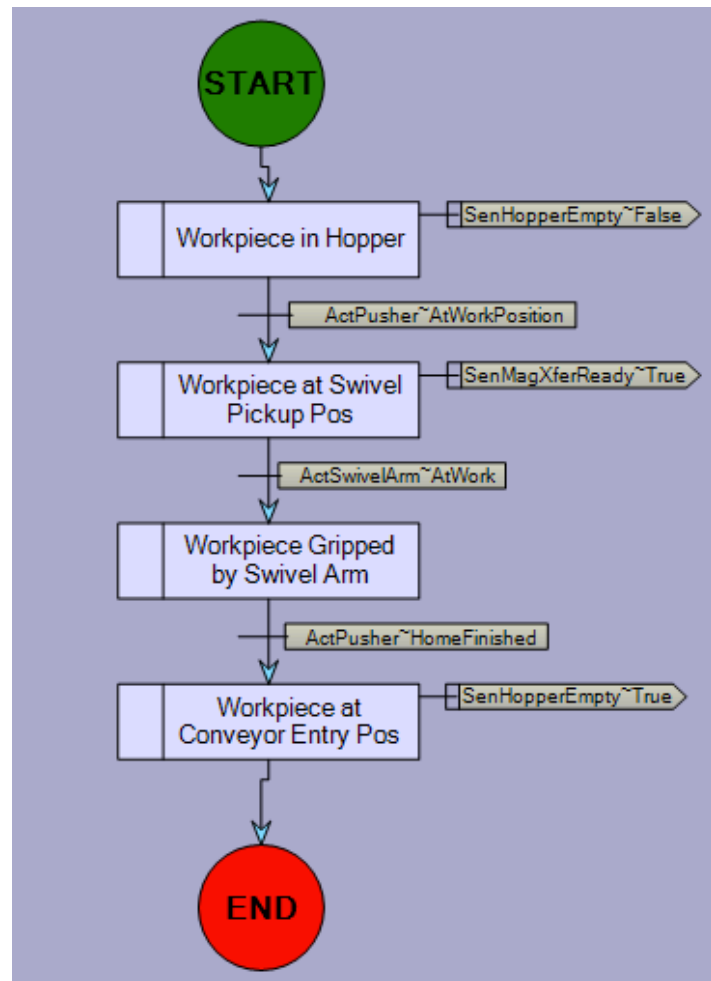 START
Workpiece in Hopper
SenHopperEmpty~False
ActPusher~AtWorkPosition
Workpiece at Swivel
Pickup Pos
SenMagXferReady~True
ActSwivelArm~AtWork
Workpiece Gripped
by Swivel Arm
ActPusher~HomeFinished
Workpiece at
Conveyor Entry Pos
SenHopperEmpty~True
END